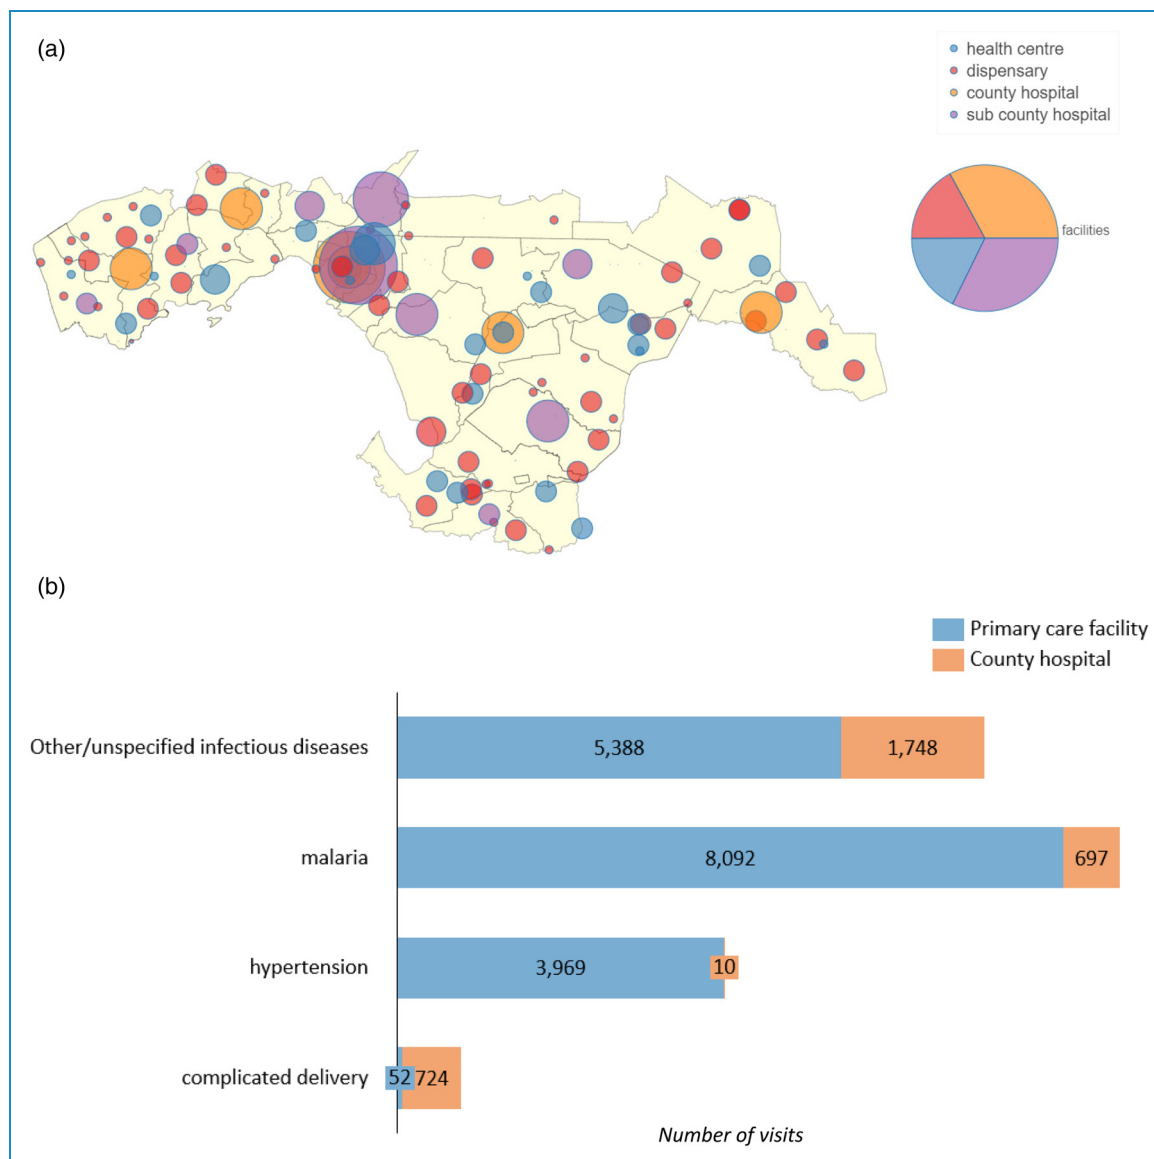 (a)
health centre
dispensary
county hospital
sub county hospital
facilities
(b)
Primary care facility
County hospital
Other/unspecified infectious diseases
5,388
1,748
malaria
8,092
697
hypertension
3,969
10
complicated delivery
52
724
Number of visits